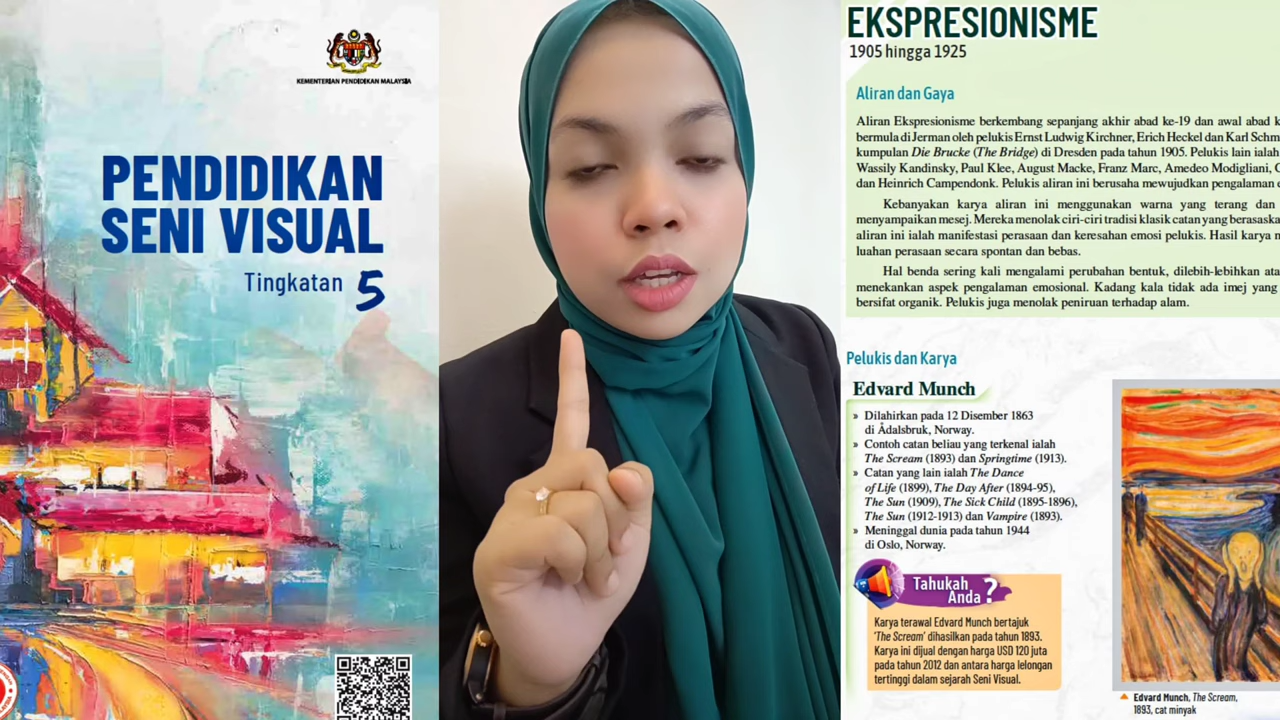 KEMENTERIAN PENDIDIKAN MALAYSIA
PENDIDIKAN
SENI VISUAL
Tingkatan 5
EKSPRESIONISME
1905 hingga 1925
Aliran dan Gaya
Aliran Ekspresionisme berkembang sepanjang akhir abad ke-19 dan awal abad
bermula di Jerman oleh pelukis Ernst Ludwig Kirchner, Erich Heckel dan Karl
kumpulan Die Brucke (The Bridge) di Dresden pada tahun 1905. Pelukis lain ialah
Wassily Kandinsky, Paul Klee, August Macke, Franz Marc, Amedeo Modigliani,
dan Heinrich Campendonk. Pelukis aliran ini berusaha mewujudkan pengalaman
Kebanyakan karya aliran ini menggunakan warna yang terang dan
menyampaikan mesej. Mereka menolak ciri-ciri tradisi klasik catan yang
aliran ini ialah manifestasi perasaan dan keresahan emosi pelukis. Hasil karya
luahan perasaan secara spontan dan bebas.
Hal benda sering kali mengalami perubahan bentuk, dilebih-lebihkan
menekankan aspek pengalaman emosional. Kadang kala tidak ada imej yang
bersifat organik. Pelukis juga menolak peniruan terhadap alam.
Pelukis dan Karya
Edvard Munch
» Dilahirkan pada 12 Disember 1863
di Ådalsbruk, Norway.
» Contoh catan beliau yang terkenal ialah
The Scream (1893) dan Springtime (1913).
» Catan yang lain ialah The Dance
of Life (1899), The Day After (1894-95),
The Sun (1909), The Sick Child (1895-1896),
The Sun (1912-1913) dan Vampire (1893).
» Meninggal dunia pada tahun 1944
di Oslo, Norway.
Tahukah
Anda ?
Karya terawal Edvard Munch bertajuk
'The Scream' dihasilkan pada tahun 1893.
Karya ini dijual dengan harga USD 120 juta
pada tahun 2012 dan antara harga lelongan
tertinggi dalam sejarah Seni Visual.
Edvard Munch, The Scream,
1893, cat minyak